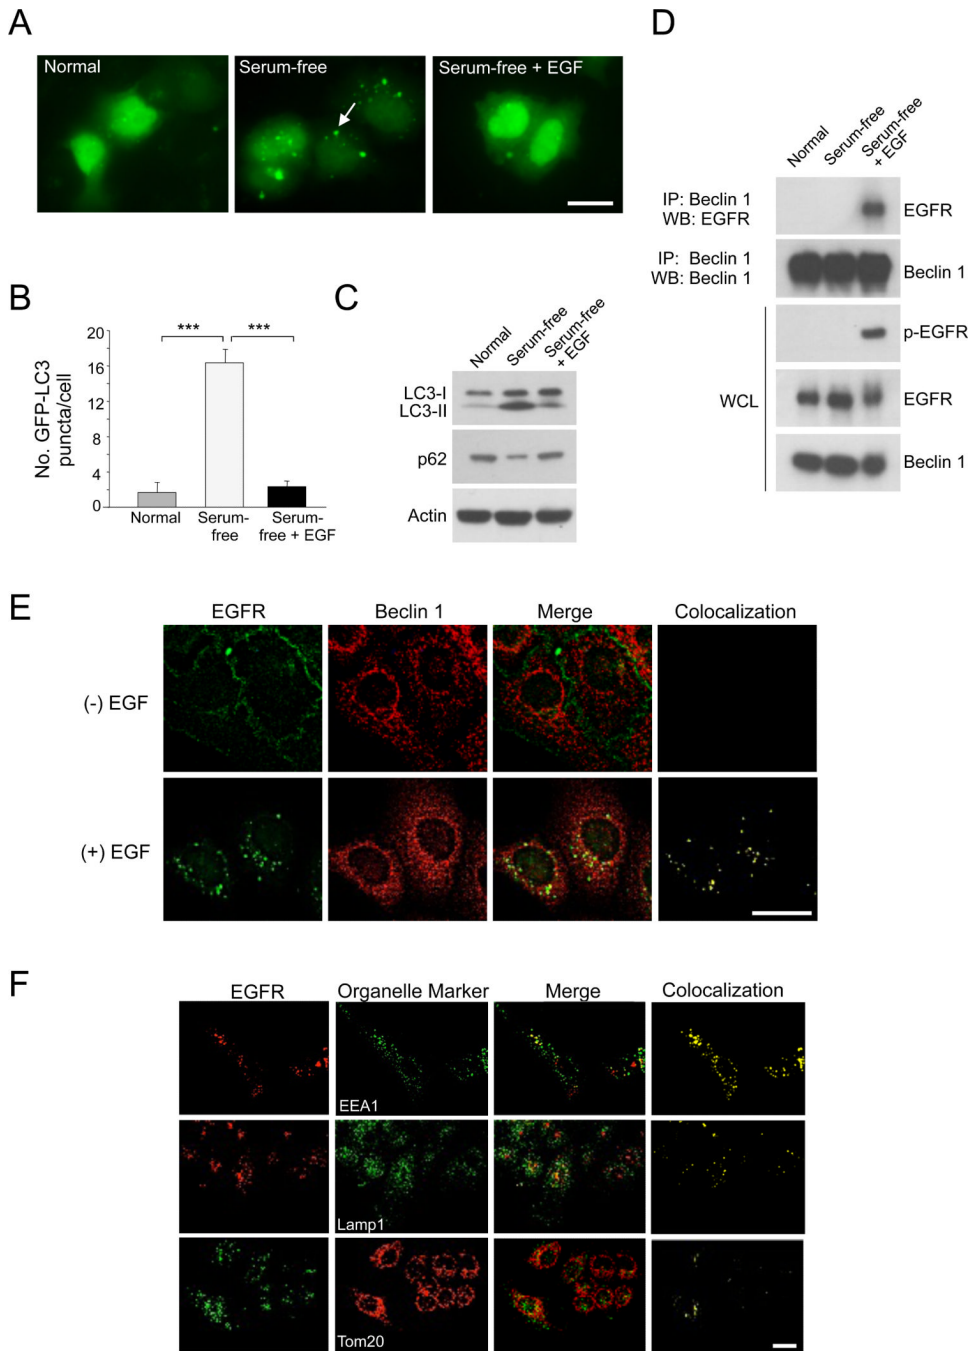 A
Normal
Serum-free
Serum-free + EGF
B
No. GFP-LC3
puncta/cell
20
16
12
8
4
0
***
***
Normal
Serum-
free
Serum-
free + EGF
C
Normal
Serum-free
Serum-free
+ EGF
LC3-I
LC3-II
p62
Actin
D
Normal
Serum-free
Serum-free
+ EGF
IP: Beclin 1
WB: EGFR
EGFR
IP: Beclin 1
WB: Beclin 1
Beclin 1
WCL
p-EGFR
EGFR
Beclin 1
E
EGFR
Beclin 1
Merge
Colocalization
(-) EGF
(+) EGF
F
EGFR
Organelle Marker
Merge
Colocalization
EEA1
Lamp1
Tom20